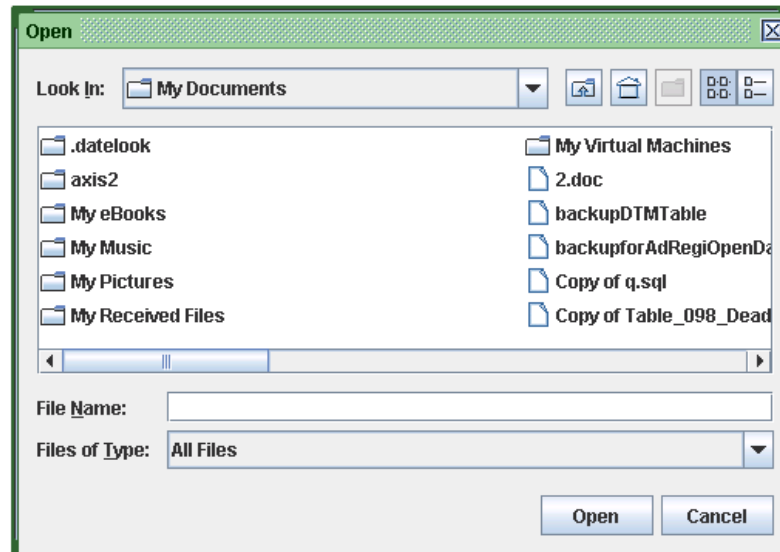 Open
Look In: My Documents
.datelook
axis2
My eBooks
My Music
My Pictures
My Received Files
My Virtual Machines
2.doc
backupDTMTable
backupforAdRegiOpenDa
Copy of q.sql
Copy of Table_098_Dead
File Name:
Files of Type: All Files
Open Cancel